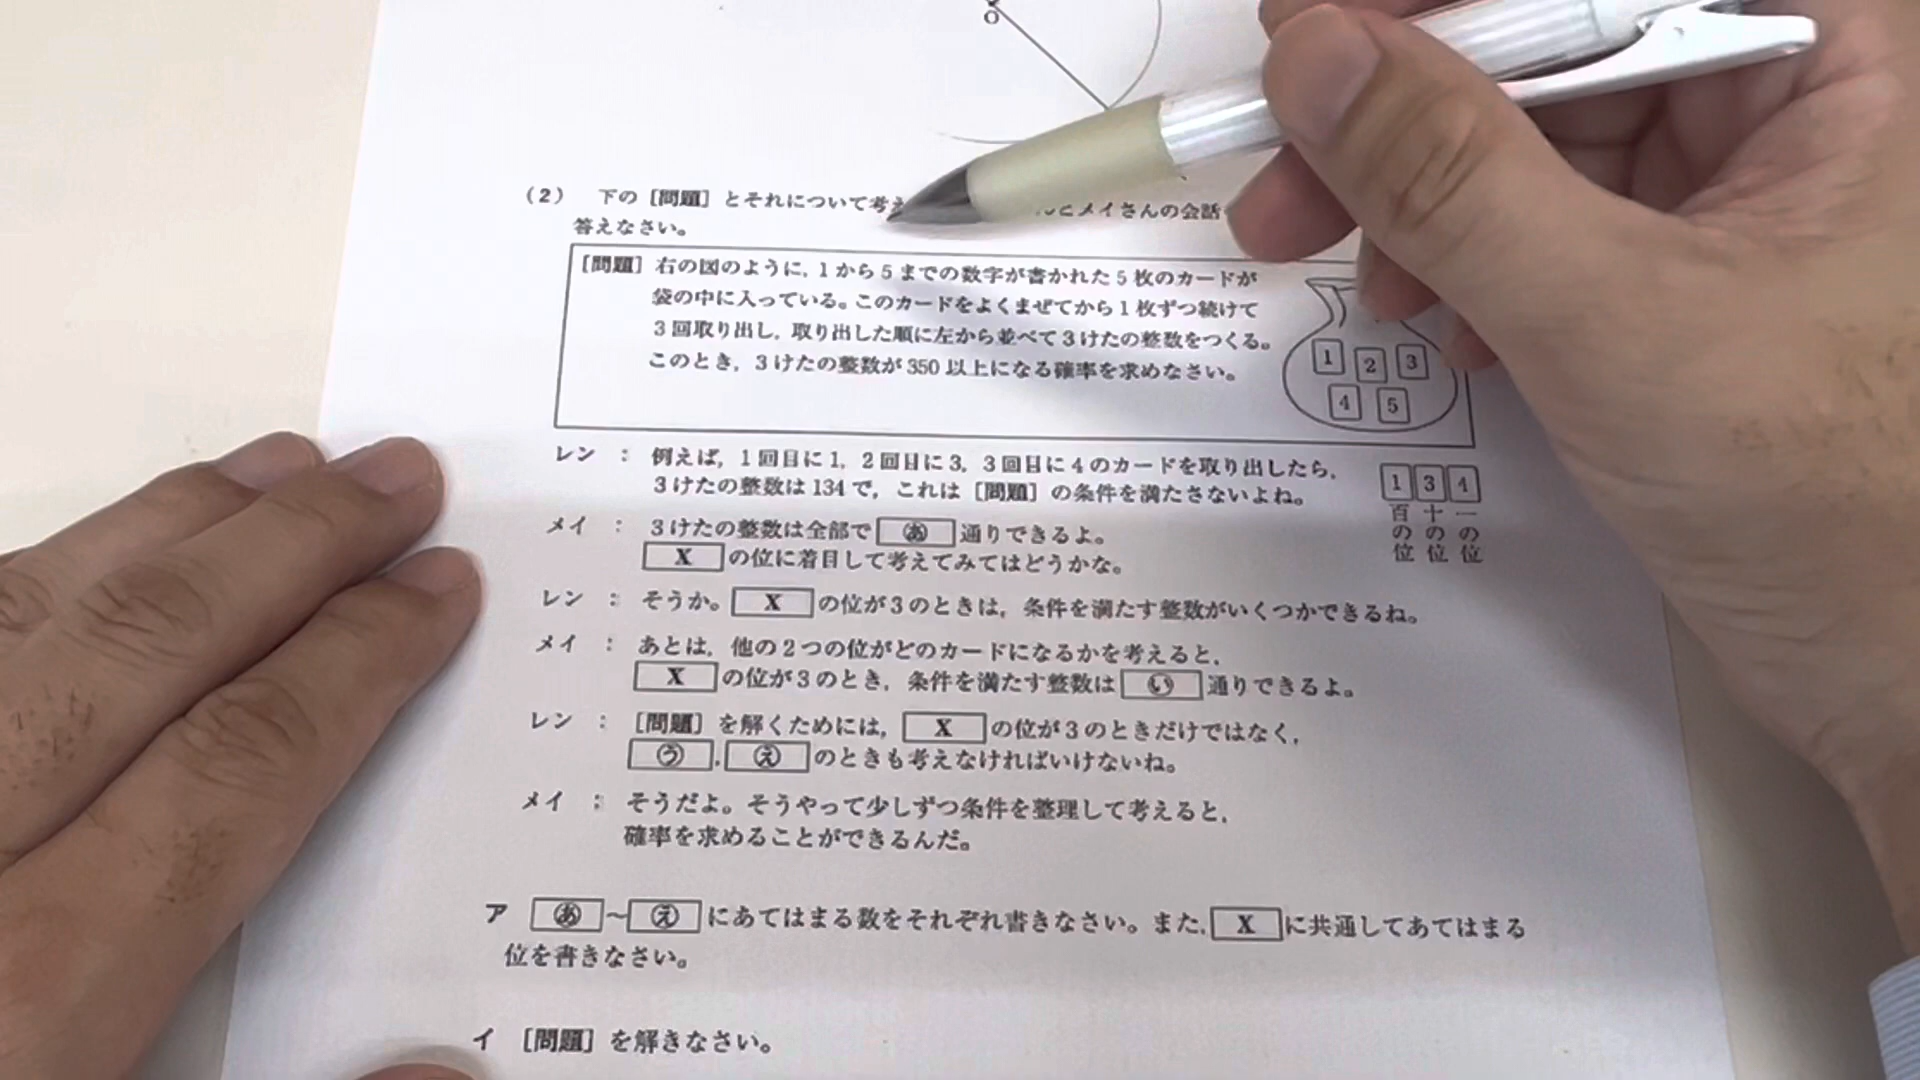 O
(2) 下の［問題］とそれについて考え とメイさんの会話
答えなさい。
［問題］右の図のように，1から5までの数字が書かれた5枚のカードが
袋の中に入っている。このカードをよくまぜてから1枚ずつ続けて
3回取り出し，取り出した順に左から並べて3けたの整数をつくる。
このとき，3けたの整数が350以上になる確率を求めなさい。
1 2 3
4 5
レン : 例えば，1回目に1，2回目に3，3回目に4のカードを取り出したら，
3けたの整数は134で，これは［問題］の条件を満たさないよね。
1 3 4
百の位 十の位 一の位
メイ : 3けたの整数は全部で あ 通りできるよ。
X の位に着目して考えてみてはどうかな。
レン : そうか。 X の位が3のときは，条件を満たす整数がいくつかできるね。
メイ : あとは，他の2つの位がどのカードになるかを考えると，
X の位が3のとき，条件を満たす整数は い 通りできるよ。
レン : ［問題］を解くためには， X の位が3のときだけではなく，
う ， え のときも考えなければいけないね。
メイ : そうだよ。そうやって少しずつ条件を整理して考えると，
確率を求めることができるんだ。
ア あ ～ え にあてはまる数をそれぞれ書きなさい。また， X に共通してあてはまる
位を書きなさい。
イ ［問題］を解きなさい。